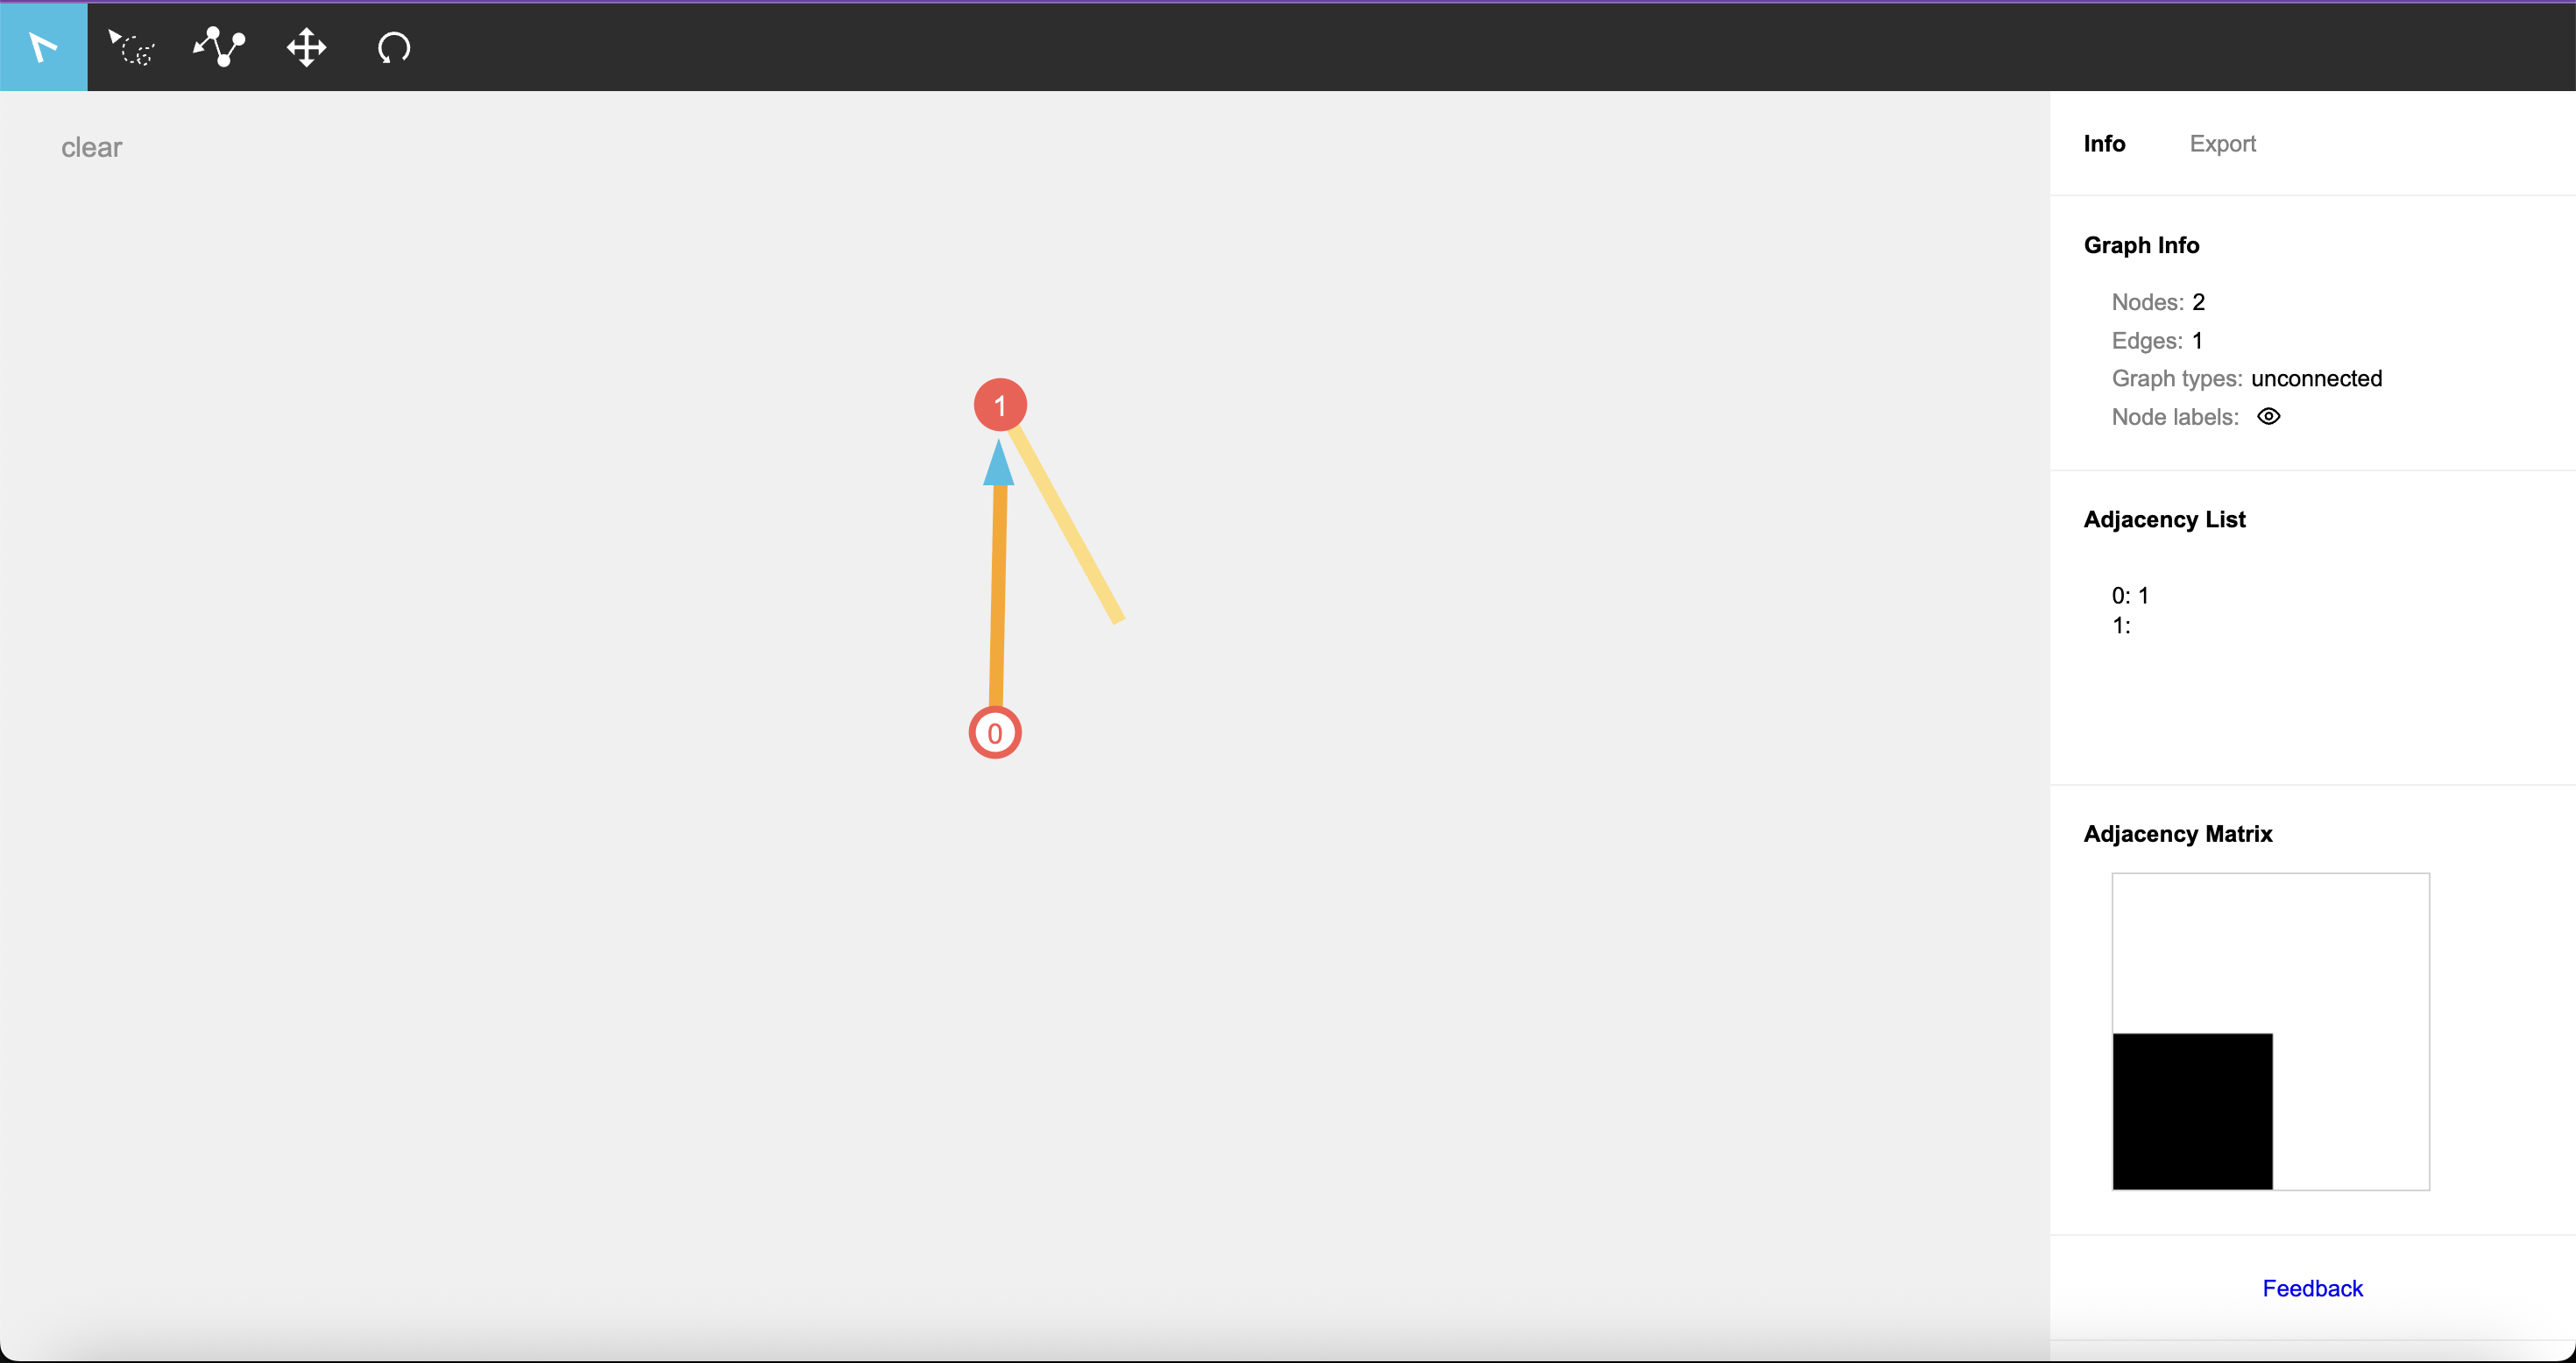 clear
1
0
Info Export
Graph Info
Nodes: 2
Edges: 1
Graph types: unconnected
Node labels:
Adjacency List
0: 1
1:
Adjacency Matrix
Feedback